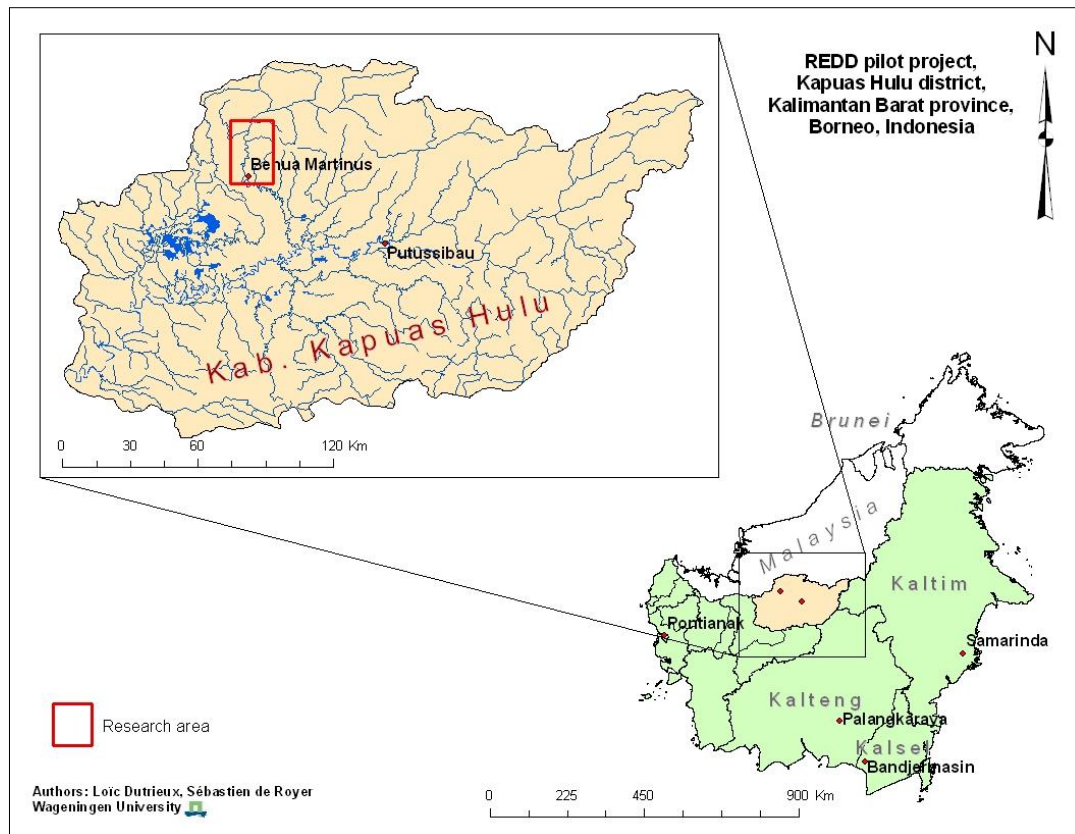 REDD pilot project,
Kapuas Hulu district,
Kalimantan Barat province,
Borneo, Indonesia
N
Benua Martinus
Putussibau
Kab. Kapuas Hulu
0 30 60 120 Km
Brunei
Malaysia
Kaltim
Pontianak
Samarinda
Kalteng
Palangkaraya
Kalsel
Bandjermasin
Research area
Authors: Loïc Dutrieux, Sébastien de Royer
Wageningen University
0 225 450 900 Km